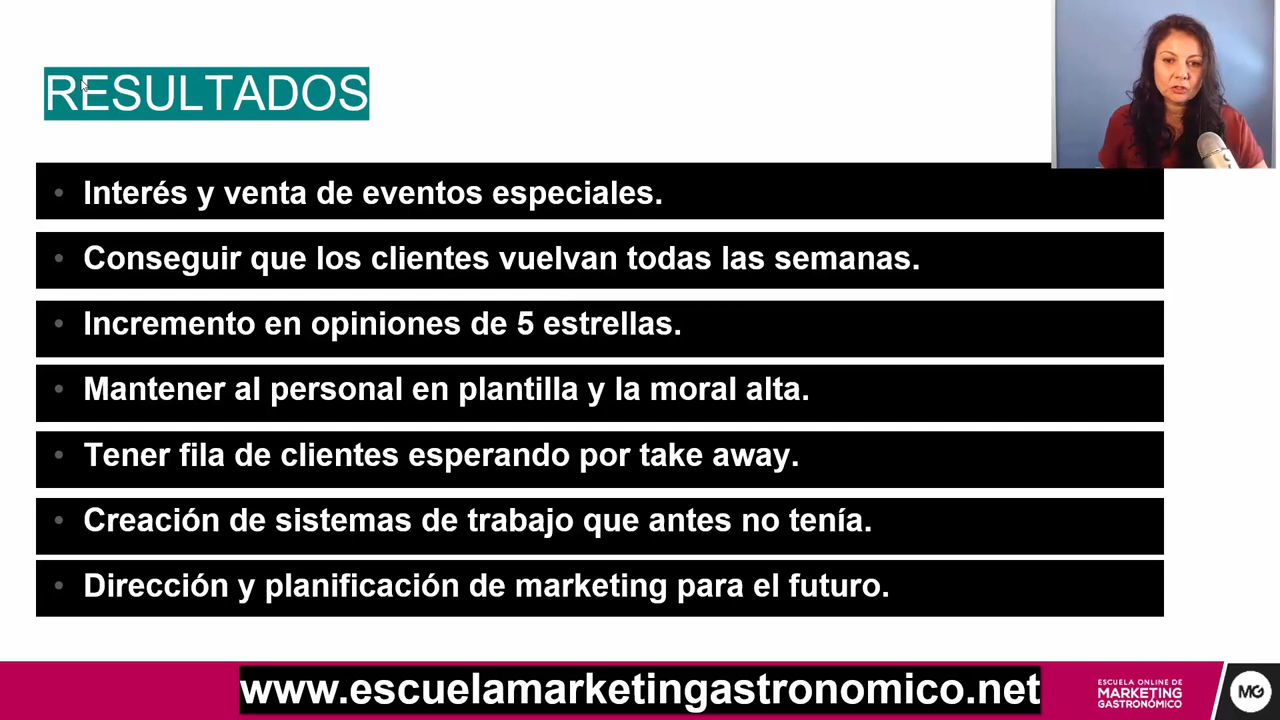 RESULTADOS
• Interés y venta de eventos especiales.
• Conseguir que los clientes vuelvan todas las semanas.
• Incremento en opiniones de 5 estrellas.
• Mantener al personal en plantilla y la moral alta.
• Tener fila de clientes esperando por take away.
• Creación de sistemas de trabajo que antes no tenía.
• Dirección y planificación de marketing para el futuro.
www.escuelamarketingastronomico.net
ESCUELA ONLINE DE
MARKETING
GASTRONÓMICO
MG